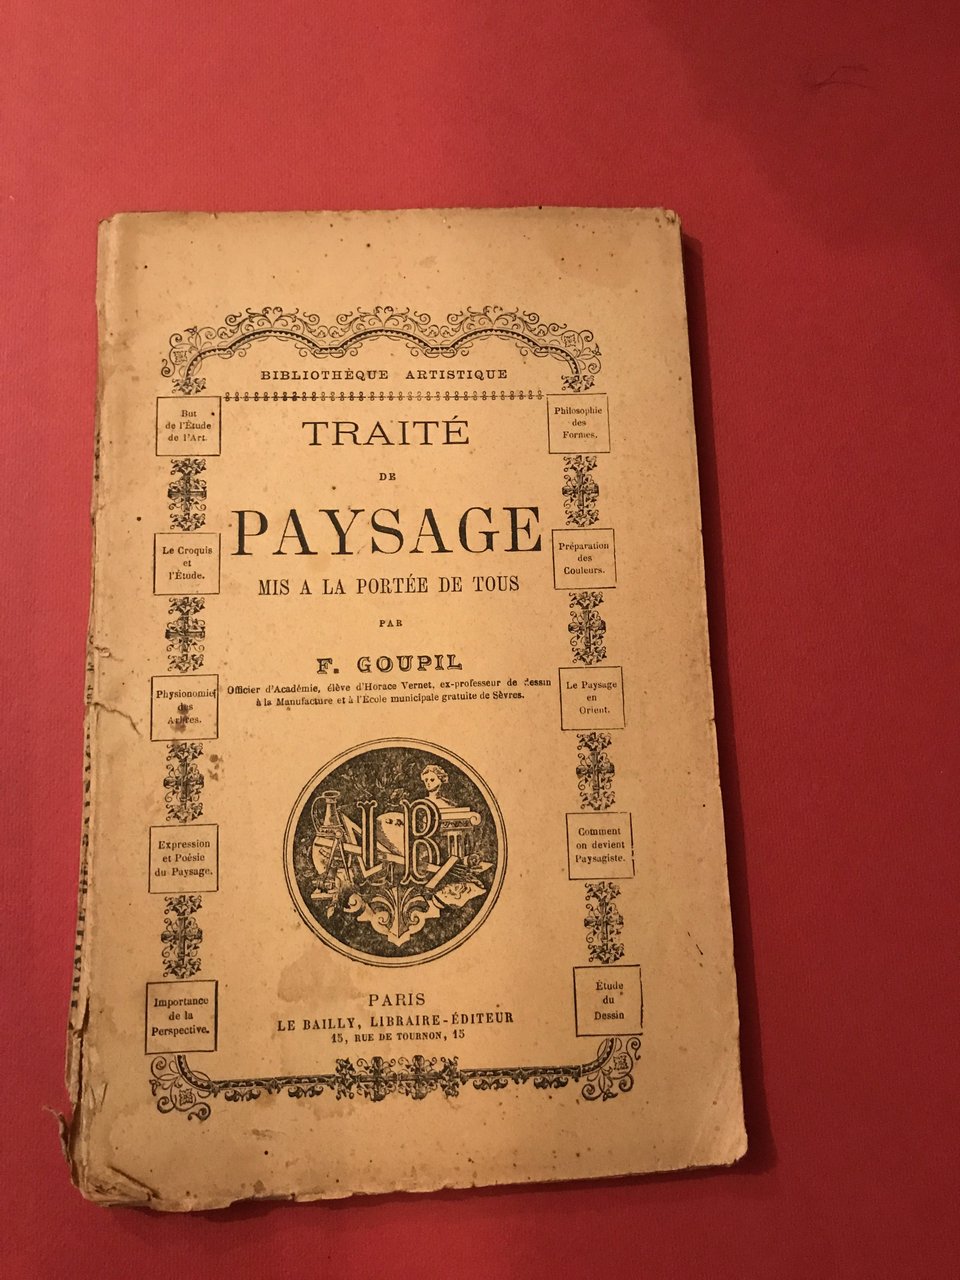 BIBLIOTHÈQUE ARTISTIQUE
TRAITÉ
DE
PAYSAGE
MIS A LA PORTÉE DE TOUS
PAR
F. GOUPIL
Officier d'Académie, élève d'Horace Vernet, ex-professeur de dessin
à la Manufacture et à l'École municipale gratuite de Sèvres.
But
de l'Étude
de l'Art.
Le Croquis
et
l'Étude.
Physionomie
des
Arbres.
Expression
et Poésie
du Paysage.
Importance
de la
Perspective.
Philosophie
des
Formes.
Préparation
des
Couleurs.
Le Paysage
en
Orient.
Comment
on devient
Paysagiste.
Étude
du
Dessin
LB
PARIS
LE BAILLY, LIBRAIRE-ÉDITEUR
15, RUE DE TOURNON, 15